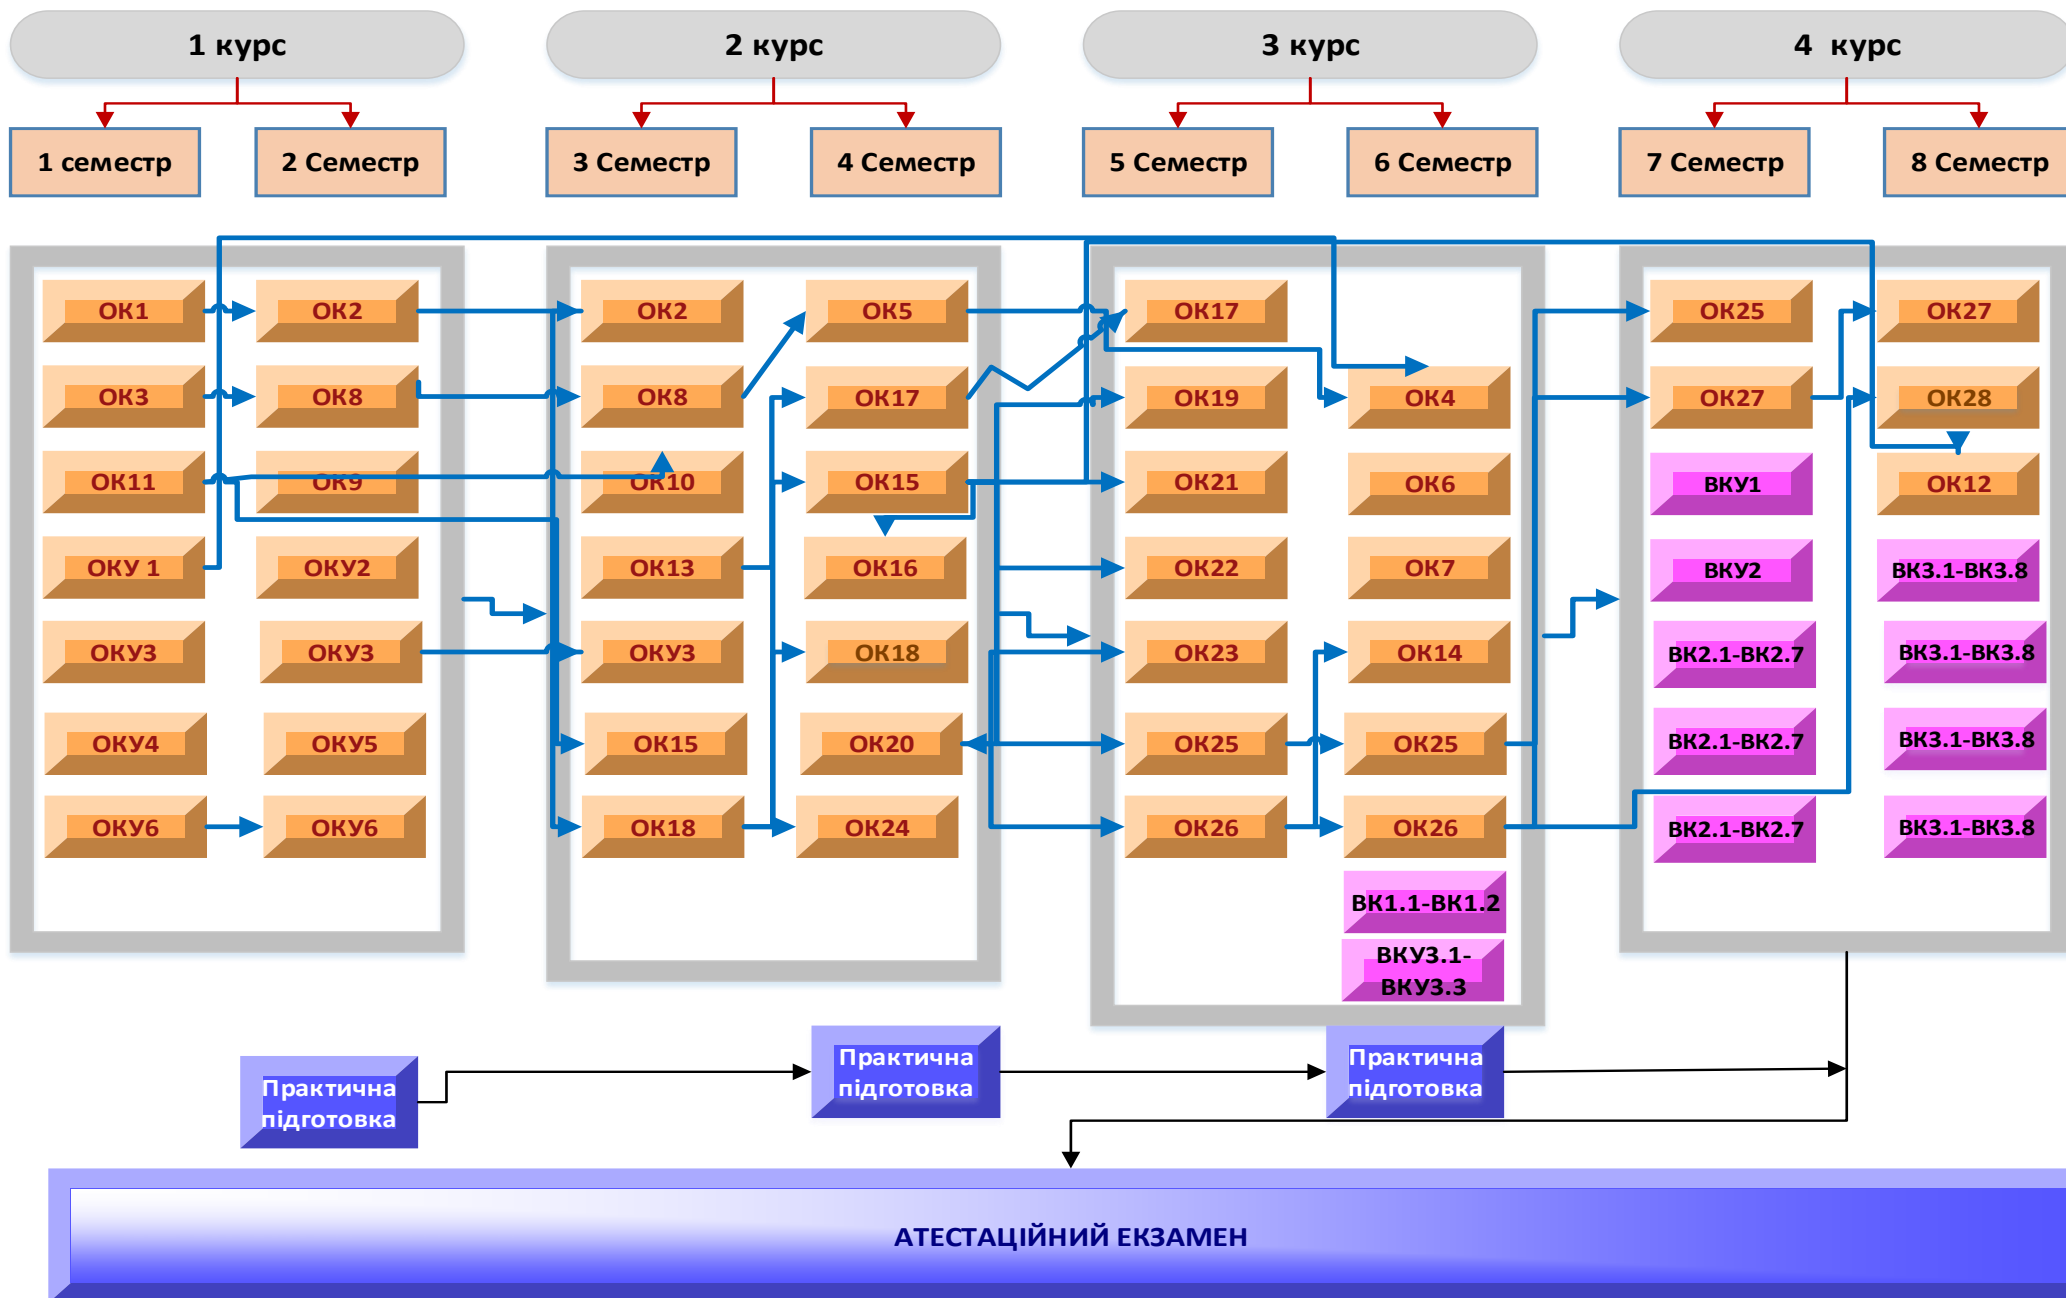 1 курс
2 курс
3 курс
4 курс
1 семестр
2 Семестр
3 Семестр
4 Семестр
5 Семестр
6 Семестр
7 Семестр
8 Семестр
ОК1
ОК2
ОК3
ОК8
ОК11
ОК9
ОКУ 1
ОКУ2
ОКУ3
ОКУ3
ОКУ4
ОКУ5
ОКУ6
ОКУ6
ОК2
ОК5
ОК8
ОК17
ОК10
ОК15
ОК13
ОК16
ОКУ3
ОК18
ОК15
ОК20
ОК18
ОК24
ОК17
ОК19
ОК4
ОК21
ОК6
ОК22
ОК7
ОК23
ОК14
ОК25
ОК25
ОК26
ОК26
ВК1.1-ВК1.2
ВКУ3.1-
ВКУ3.3
ОК25
ОК27
ОК27
ОК28
ВКУ1
ОК12
ВКУ2
ВК3.1-ВК3.8
ВК2.1-ВК2.7
ВК3.1-ВК3.8
ВК2.1-ВК2.7
ВК3.1-ВК3.8
ВК2.1-ВК2.7
ВК3.1-ВК3.8
Практична
підготовка
Практична
підготовка
Практична
підготовка
АТЕСТАЦІЙНИЙ ЕКЗАМЕН